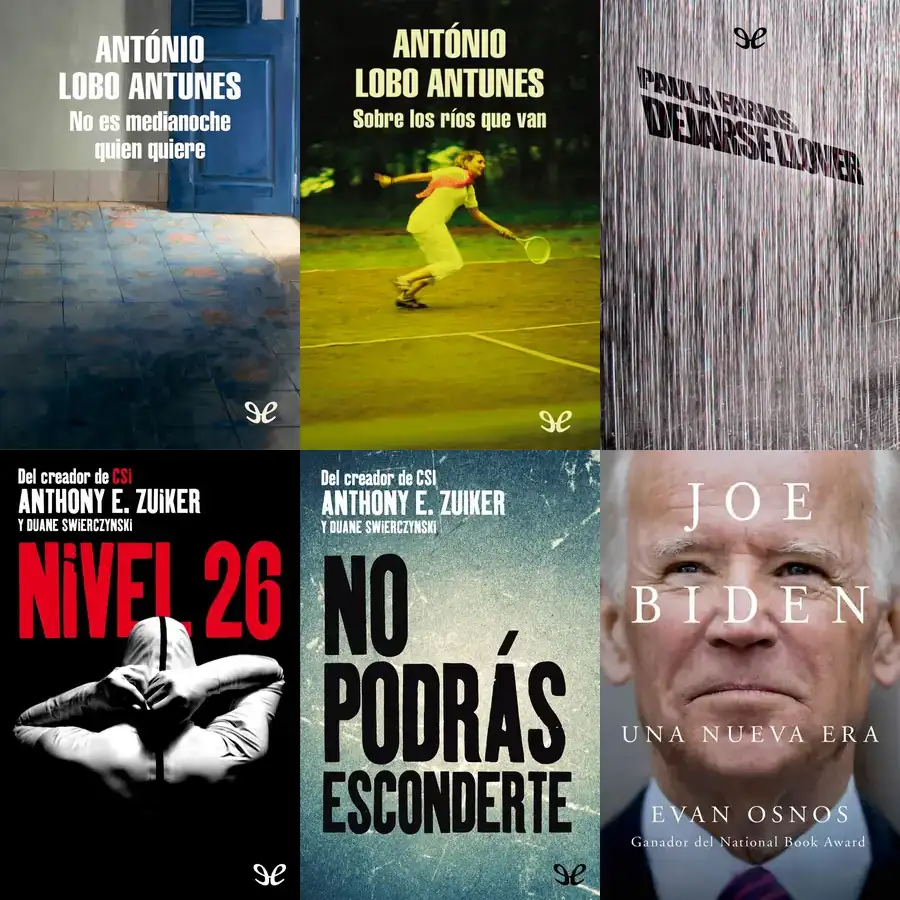 ANTÓNIO
LOBO ANTUNES
No es medianoche
quien quiere
ANTÓNIO
LOBO ANTUNES
Sobre los ríos que van
PAULA FARIAS
DEJARSE LLOVER
Del creador de CSi
ANTHONY E. ZUiKER
Y DUANE SWiERCZYNSKi
NiVEL 26
Del creador de CSI
ANTHONY E. ZUiKER
Y DUANE SWiERCZYNSKi
NO
PODRÁS
ESCONDERTE
JOE
BIDEN
UNA NUEVA ERA
EVAN OSNOS
Ganador del National Book Award